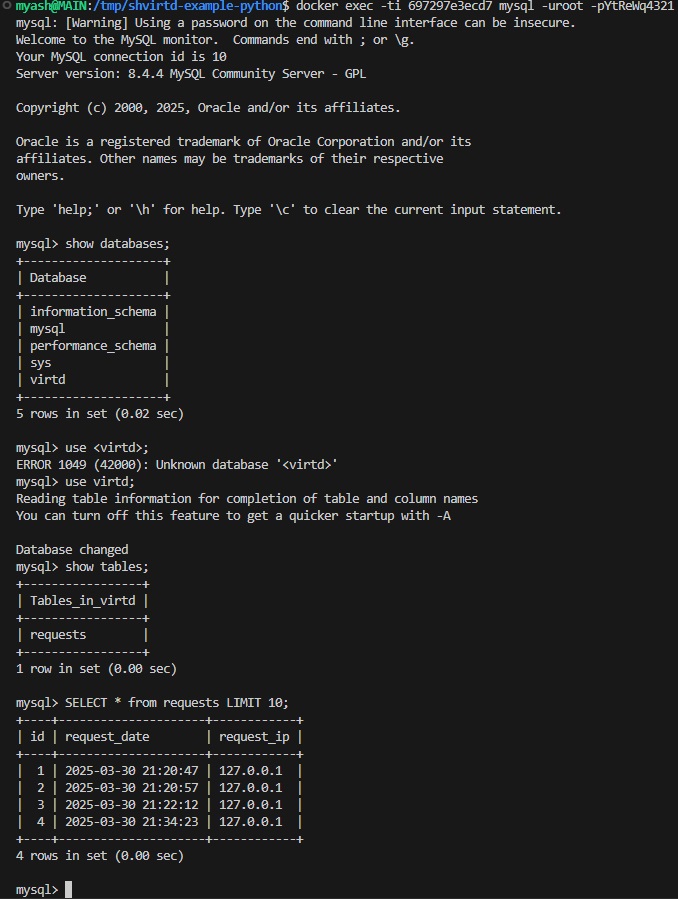 myash@MAIN:/tmp/shvirtd-example-python$ docker exec -ti 697297e3ecd7 mysql -uroot -pYtReWq4321
mysql: [Warning] Using a password on the command line interface can be insecure.
Welcome to the MySQL monitor.  Commands end with ; or \g.
Your MySQL connection id is 10
Server version: 8.4.4 MySQL Community Server - GPL

Copyright (c) 2000, 2025, Oracle and/or its affiliates.

Oracle is a registered trademark of Oracle Corporation and/or its
affiliates. Other names may be trademarks of their respective
owners.

Type 'help;' or '\h' for help. Type '\c' to clear the current input statement.

mysql> show databases;
+--------------------+
| Database           |
+--------------------+
| information_schema |
| mysql              |
| performance_schema |
| sys                |
| virtd              |
+--------------------+
5 rows in set (0.02 sec)

mysql> use <virtd>;
ERROR 1049 (42000): Unknown database '<virtd>'
mysql> use virtd;
Reading table information for completion of table and column names
You can turn off this feature to get a quicker startup with -A

Database changed
mysql> show tables;
+-----------------+
| Tables_in_virtd |
+-----------------+
| requests        |
+-----------------+
1 row in set (0.00 sec)

mysql> SELECT * from requests LIMIT 10;
+----+---------------------+------------+
| id | request_date        | request_ip |
+----+---------------------+------------+
|  1 | 2025-03-30 21:20:47 | 127.0.0.1  |
|  2 | 2025-03-30 21:20:57 | 127.0.0.1  |
|  3 | 2025-03-30 21:22:12 | 127.0.0.1  |
|  4 | 2025-03-30 21:34:23 | 127.0.0.1  |
+----+---------------------+------------+
4 rows in set (0.00 sec)

mysql>